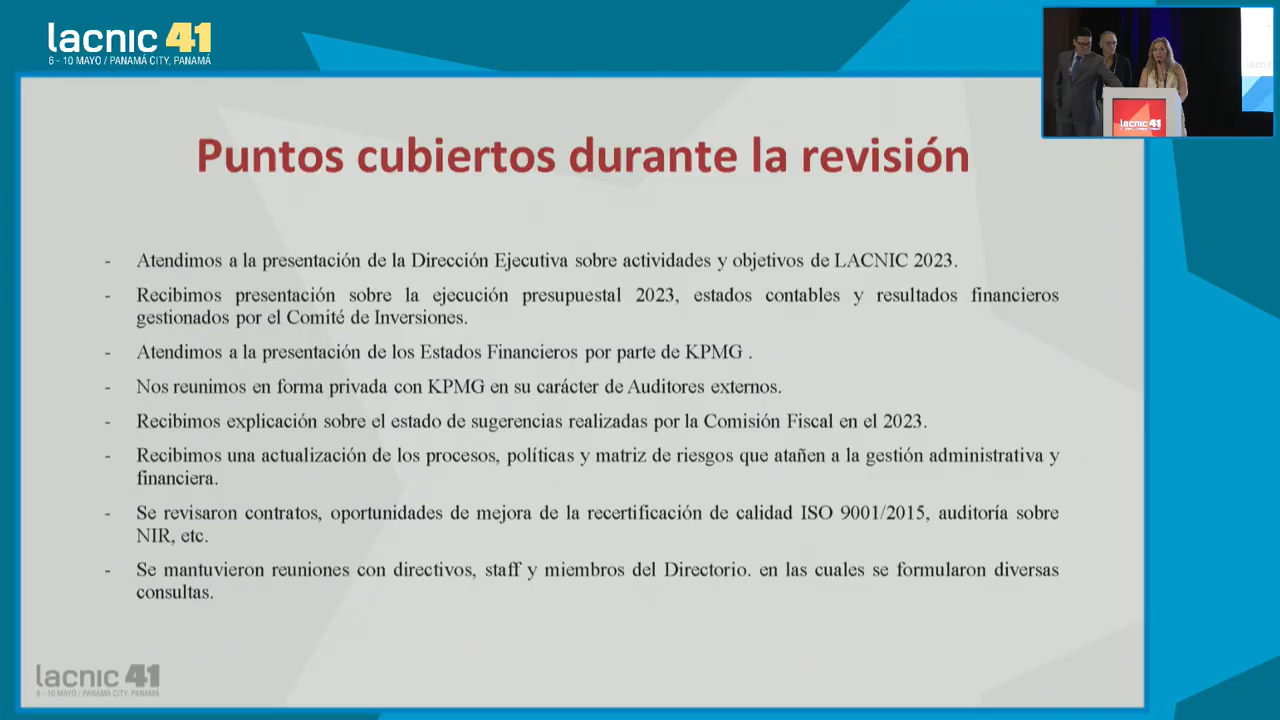 lacnic 41
6 - 10 MAYO / PANAMÁ CITY, PANAMÁ
Puntos cubiertos durante la revisión
- Atendimos a la presentación de la Dirección Ejecutiva sobre actividades y objetivos de LACNIC 2023.
- Recibimos presentación sobre la ejecución presupuestal 2023, estados contables y resultados financieros
gestionados por el Comité de Inversiones.
- Atendimos a la presentación de los Estados Financieros por parte de KPMG .
- Nos reunimos en forma privada con KPMG en su carácter de Auditores externos.
- Recibimos explicación sobre el estado de sugerencias realizadas por la Comisión Fiscal en el 2023.
- Recibimos una actualización de los procesos, políticas y matriz de riesgos que atañen a la gestión administrativa y
financiera.
- Se revisaron contratos, oportunidades de mejora de la recertificación de calidad ISO 9001/2015, auditoría sobre
NIR, etc.
- Se mantuvieron reuniones con directivos, staff y miembros del Directorio. en las cuales se formularon diversas
consultas.
lacnic 41
6 - 10 MAYO / PANAMÁ CITY, PANAMÁ
lacnic 41
lacnic